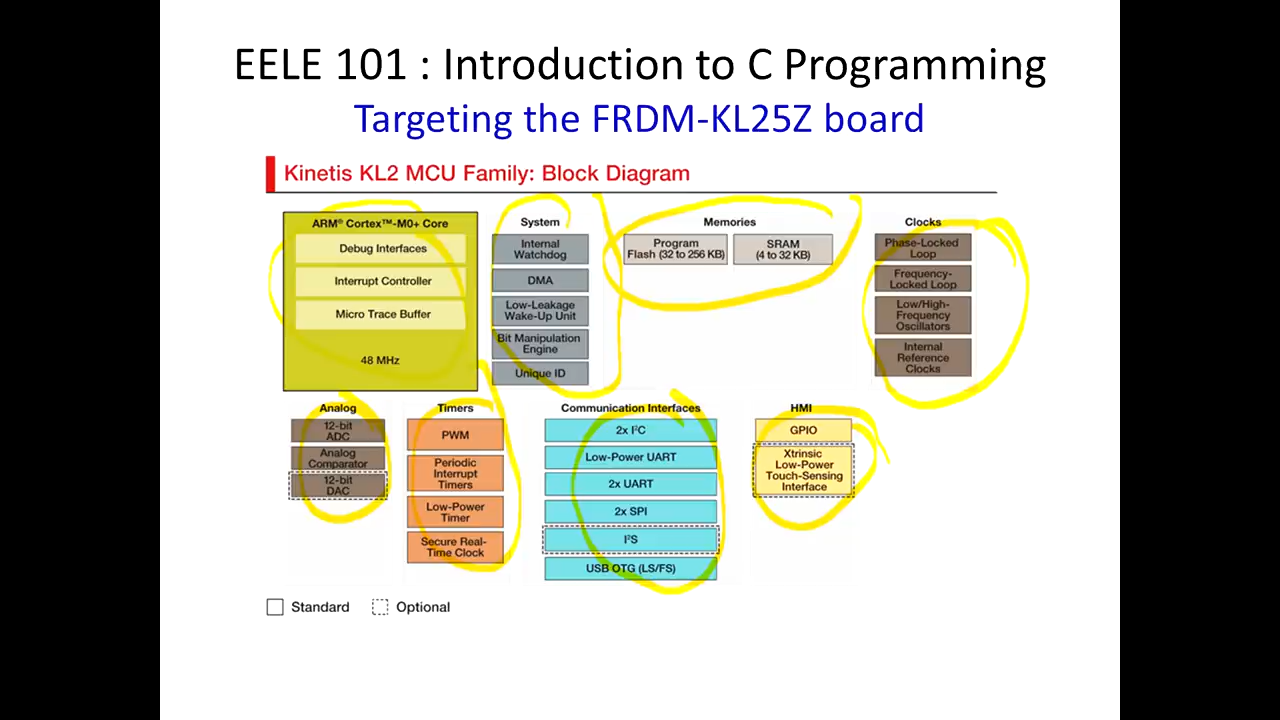 EELE 101 : Introduction to C Programming
Targeting the FRDM-KL25Z board
Kinetis KL2 MCU Family: Block Diagram
ARM® Cortex™-M0+ Core
Debug Interfaces
Interrupt Controller
Micro Trace Buffer
48 MHz
System
Internal
Watchdog
DMA
Low-Leakage
Wake-Up Unit
Bit Manipulation
Engine
Unique ID
Memories
Program
Flash (32 to 256 KB)
SRAM
(4 to 32 KB)
Clocks
Phase-Locked
Loop
Frequency-
Locked Loop
Low/High-
Frequency
Oscillators
Internal
Reference
Clocks
Analog
12-bit
ADC
Analog
Comparator
12-bit
DAC
Timers
PWM
Periodic
Interrupt
Timers
Low-Power
Timer
Secure Real-
Time Clock
Communication Interfaces
2x I²C
Low-Power UART
2x UART
2x SPI
I²S
USB OTG (LS/FS)
HMI
GPIO
Xtrinsic
Low-Power
Touch-Sensing
Interface
Standard
Optional